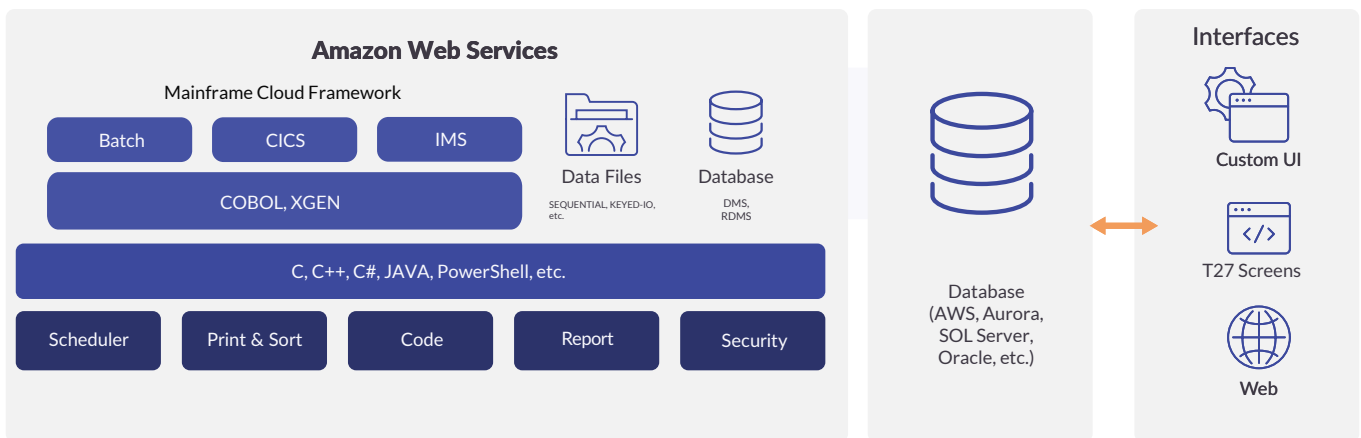 Amazon Web Services
Mainframe Cloud Framework
Batch
CICS
IMS
COBOL, XGEN
Data Files
SEQUENTIAL, KEYED-IO,
etc.
Database
DMS,
RDMS
C, C++, C#, JAVA, PowerShell, etc.
Scheduler
Print & Sort
Code
Report
Security
Database
(AWS, Aurora,
SOL Server,
Oracle, etc.)
Interfaces
Custom UI
</>
T27 Screens
Web